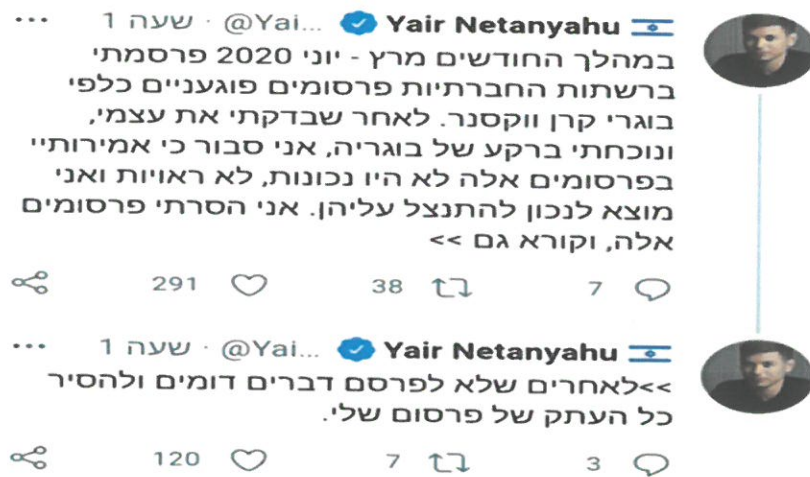 Yair Netanyahu @Yai... · שעה 1 ...
במהלך החודשים מרץ - יוני 2020 פרסמתי
ברשתות החברתיות פרסומים פוגעניים כלפי
בוגרי קרן ווקסנר. לאחר שבדקתי את עצמי,
ונוכחתי ברקע של בוגריה, אני סבור כי אמירותיי
בפרסומים אלה לא היו נכונות, לא ראויות ואני
מוצא לנכון להתנצל עליהן. אני הסרתי פרסומים
אלה, וקורא גם >>
7 38 291
Yair Netanyahu @Yai... · שעה 1 ...
>>לאחרים שלא לפרסם דברים דומים ולהסיר
כל העתק של פרסום שלי.
3 7 120